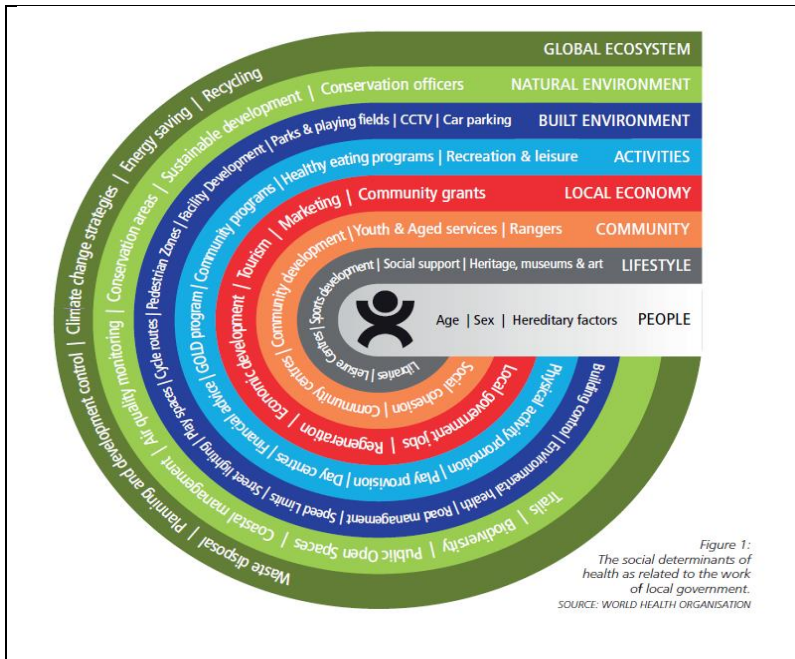 Waste disposal | Planning and development control | Climiate change strategies | Energy saving | Recycling GLOBAL ECOSYSTEM
Trails | Biodiversity | Public Open Spaces | Coastal management | Air quality monitoring | Conservation areas | Sustainable development | Conservation officers NATURAL ENVIRONMENT
Building control | Environmental health | Road management | Speed Limits | Street lighting | Play spaces | Cycle routes | Pedestrian Zones | Facility Development | Parks & playing fields | CCTV | Car parking BUILT ENVIRONMENT
Physical activity promotion | Play provision | Day centres | Financial advice | GOLD program | Community programs | Healthy eating programs | Recreation & leisure ACTIVITIES
Local government jobs | Regeneration | Economic development | Tourism | Marketing | Community grants LOCAL ECONOMY
Social cohesion | Community centres | Community development | Youth & Aged services | Rangers COMMUNITY
Libraries | Leisure Centres | Sports development | Social support | Heritage, museums & art LIFESTYLE
Age | Sex | Hereditary factors PEOPLE
Figure 1:
The social determinants of
health as related to the work
of local government.
SOURCE: WORLD HEALTH ORGANISATION